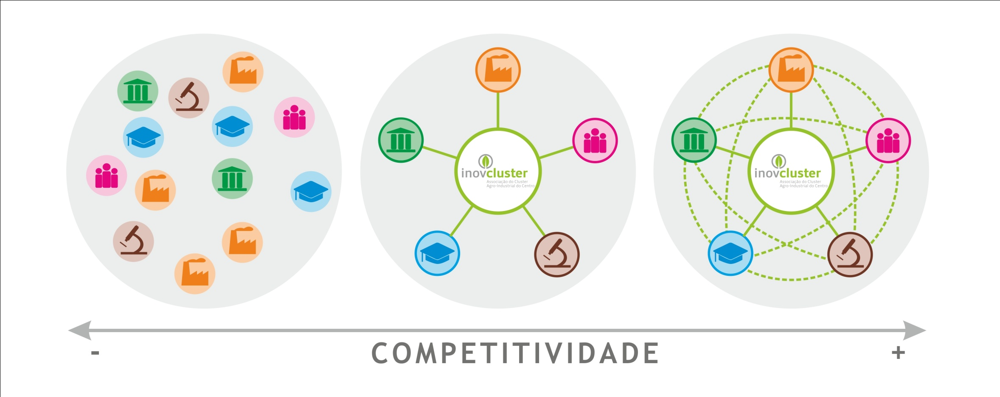 inovcluster
Associação do Cluster
Agro-Industrial do Centro
inovcluster
Associação do Cluster
Agro-Industrial do Centro
- +
COMPETITIVIDADE